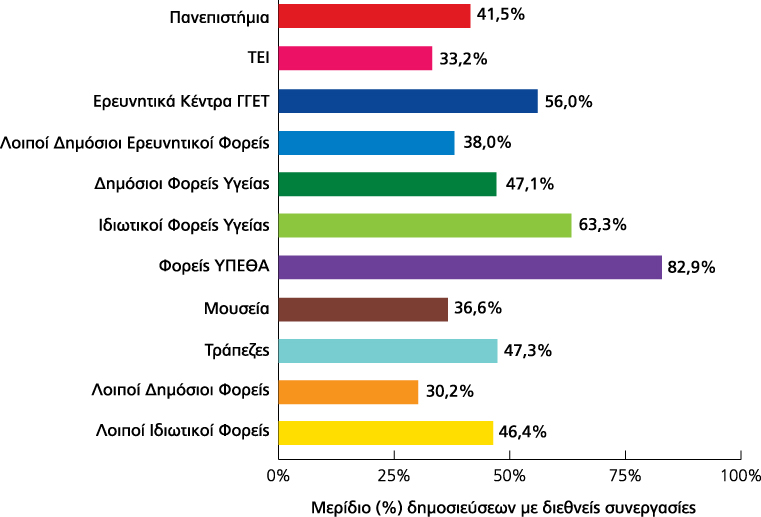 Πανεπιστήμια 41,5%
ΤΕΙ 33,2%
Ερευνητικά Κέντρα ΓΓΕΤ 56,0%
Λοιποί Δημόσιοι Ερευνητικοί Φορείς 38,0%
Δημόσιοι Φορείς Υγείας 47,1%
Ιδιωτικοί Φορείς Υγείας 63,3%
Φορείς ΥΠΕΘΑ 82,9%
Μουσεία 36,6%
Τράπεζες 47,3%
Λοιποί Δημόσιοι Φορείς 30,2%
Λοιποί Ιδιωτικοί Φορείς 46,4%
0% 25% 50% 75% 100%
Μερίδιο (%) δημοσιεύσεων με διεθνείς συνεργασίες